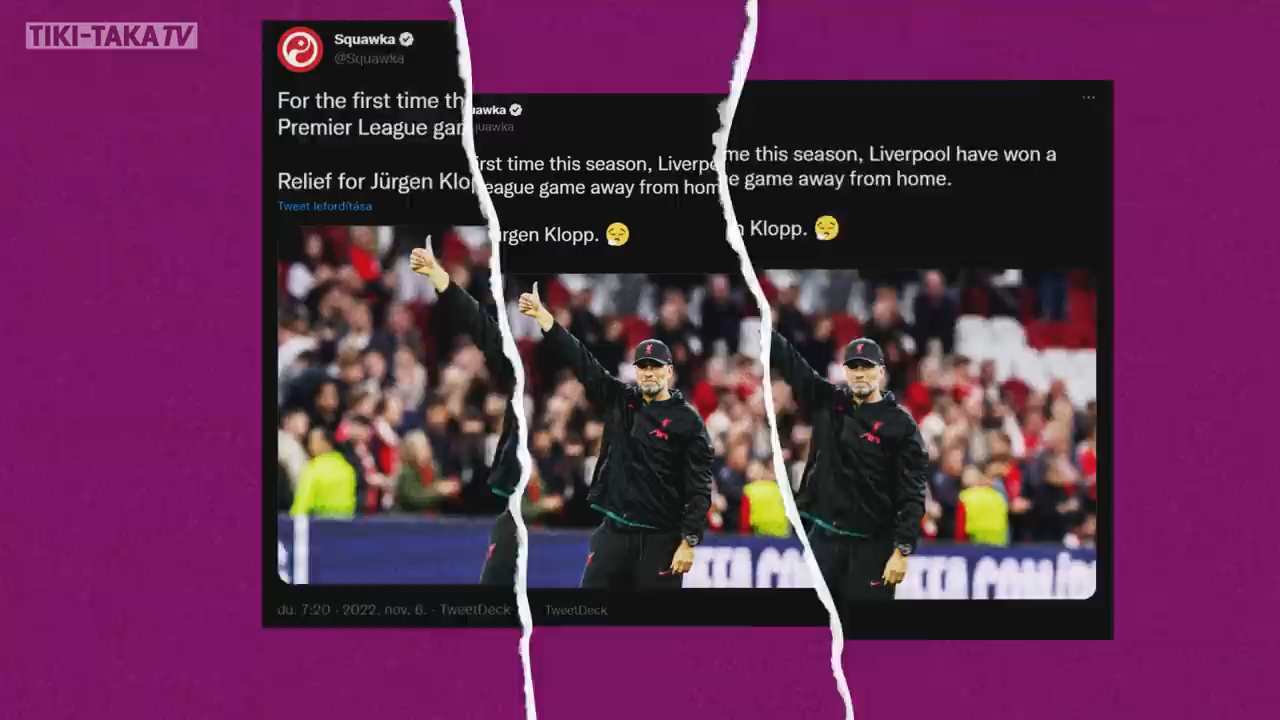 TIKI-TAKA TV
Squawka
@Squawka
For the first time th
Premier League gam
Relief for Jürgen Klop
Tweet lefordítása
du. 7:20 · 2022. nov. 6. · TweetDeck
awka
quawka
irst time this season, Liverpo
eague game away from hom
ürgen Klopp.
TweetDeck
me this season, Liverpool have won a
e game away from home.
n Klopp.